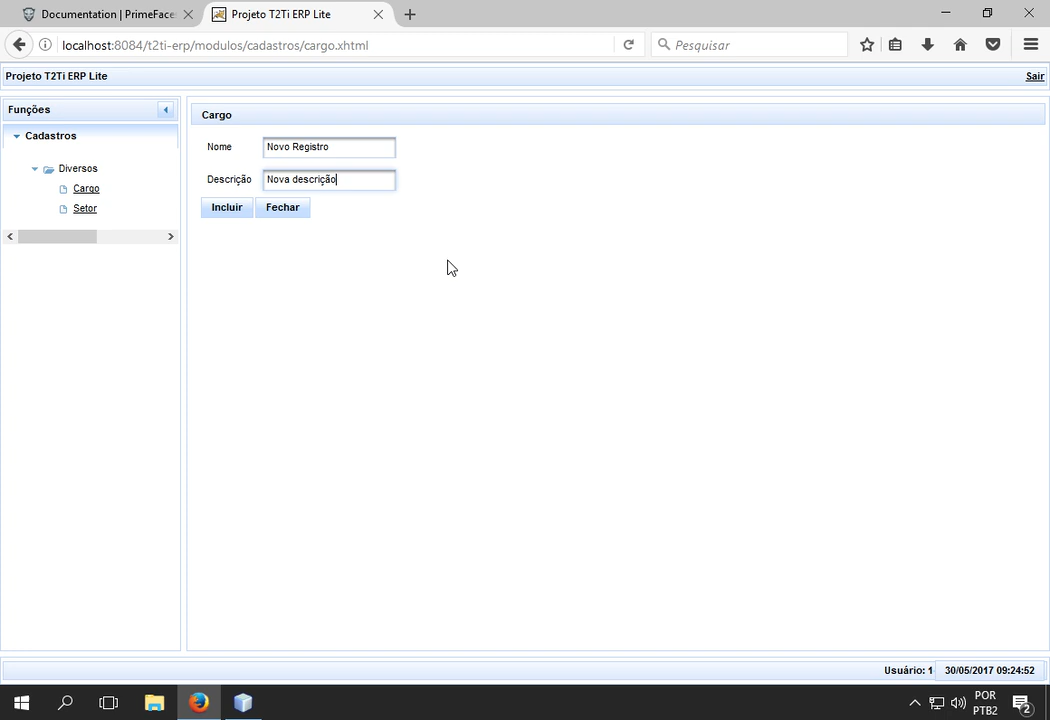 Documentation | PrimeFace
Projeto T2Ti ERP Lite
localhost:8084/t2ti-erp/modulos/cadastros/cargo.xhtml
Pesquisar
Projeto T2Ti ERP Lite
Sair
Funções
Cargo
Cadastros
Nome
Novo Registro
Diversos
Descrição
Nova descrição
Cargo
Setor
Incluir
Fechar
Usuário: 1
30/05/2017 09:24:52
POR
PTB2
2